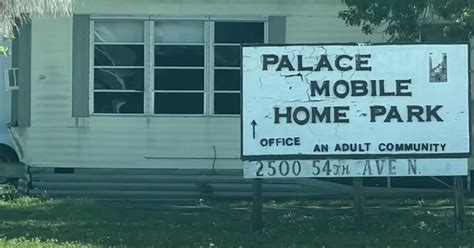 PALACE
MOBILE
HOME PARK
OFFICE AN ADULT COMMUNITY
2500 54TH AVE N.